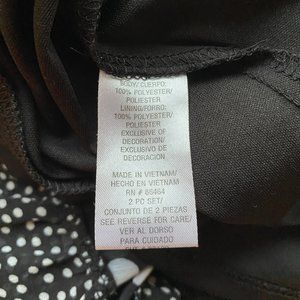 BODY/CUERPO:
100% POLYESTER/
POLIESTER
LINING/FORRO:
100% POLYESTER/
POLIESTER
EXCLUSIVE OF
DECORATION/
EXCLUSIVO DE
DECORACION
MADE IN VIETNAM/
HECHO EN VIETNAM
RN # 86464
2 PC SET/
CONJUNTO DE 2 PIEZAS
SEE REVERSE FOR CARE/
VER AL DORSO
PARA CUIDADO